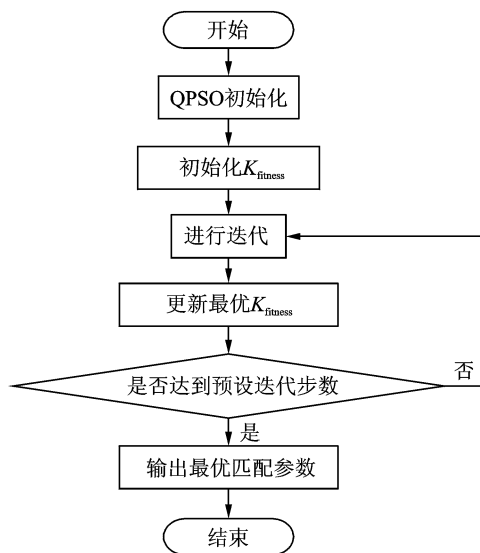 开始
QPSO初始化
初始化Kfitness
进行迭代
更新最优Kfitness
是否达到预设迭代步数
否
是
输出最优匹配参数
结束